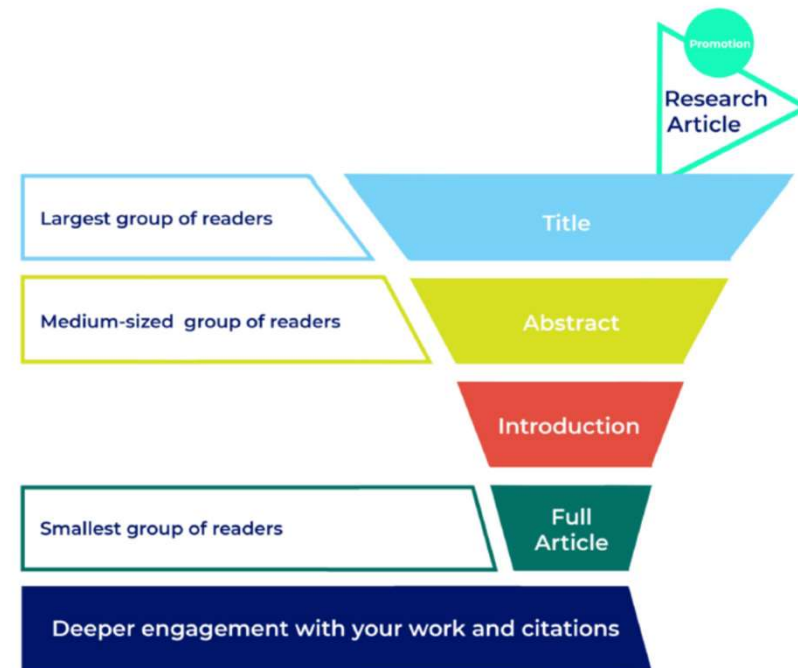 Promotion
Research
Article
Largest group of readers
Title
Medium-sized group of readers
Abstract
Introduction
Smallest group of readers
Full
Article
Deeper engagement with your work and citations